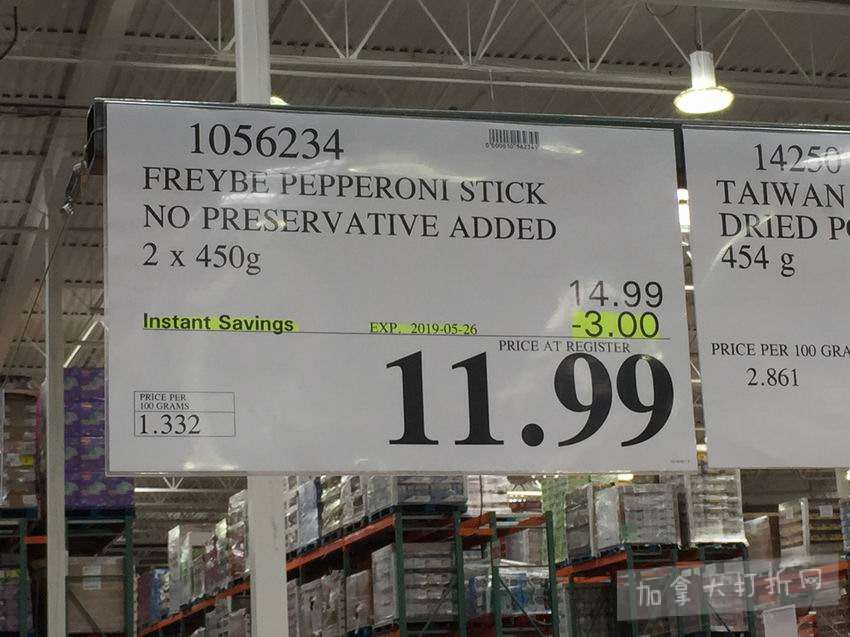 1056234
FREYBE PEPPERONI STICK
NO PRESERVATIVE ADDED
2 x 450g
14.99
Instant Savings EXP. 2019-05-26 -3.00
PRICE AT REGISTER
11.99
PRICE PER
100 GRAMS
1.332
14250
TAIWAN
DRIED
454 g
PRICE PER 100 GRA
2.861
加拿大打折网